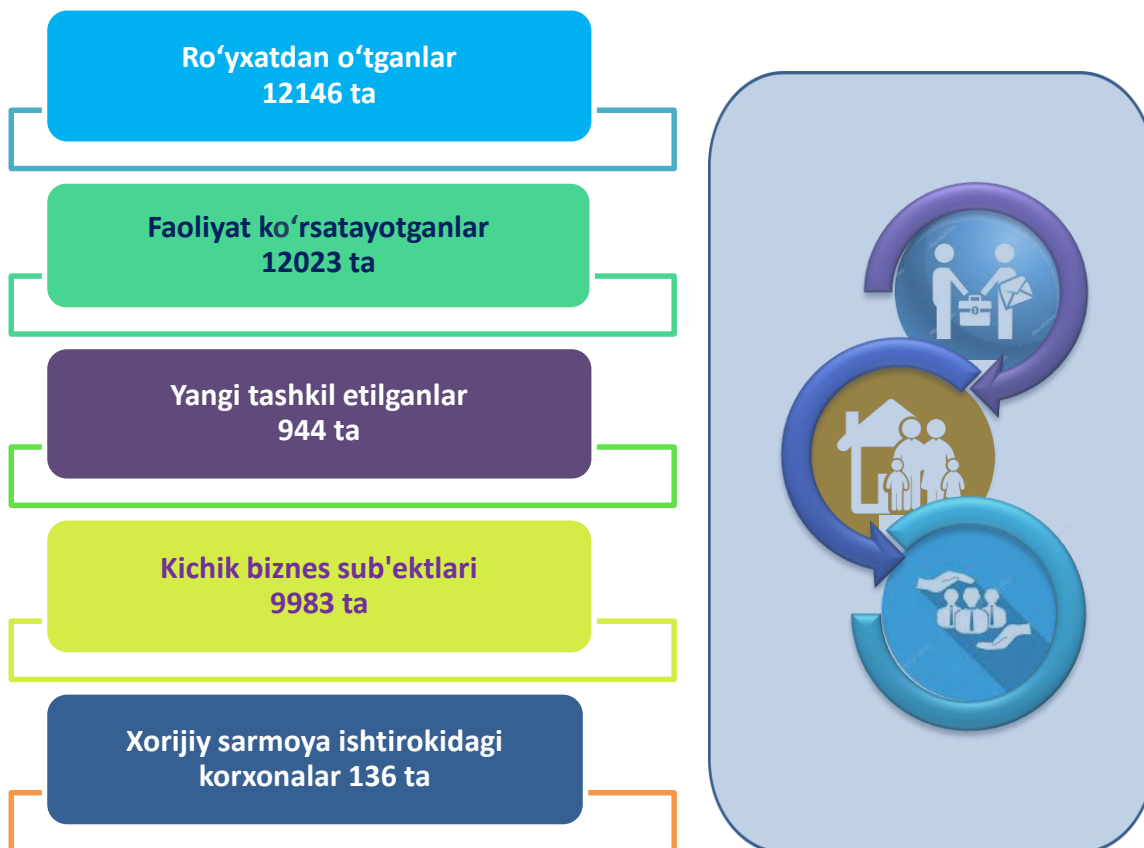 Ro‘yxatdan o‘tganlar
12146 ta
Faoliyat ko‘rsatayotganlar
12023 ta
Yangi tashkil etilganlar
944 ta
Kichik biznes sub'ektlari
9983 ta
Xorijiy sarmoya ishtirokidagi
korxonalar 136 ta